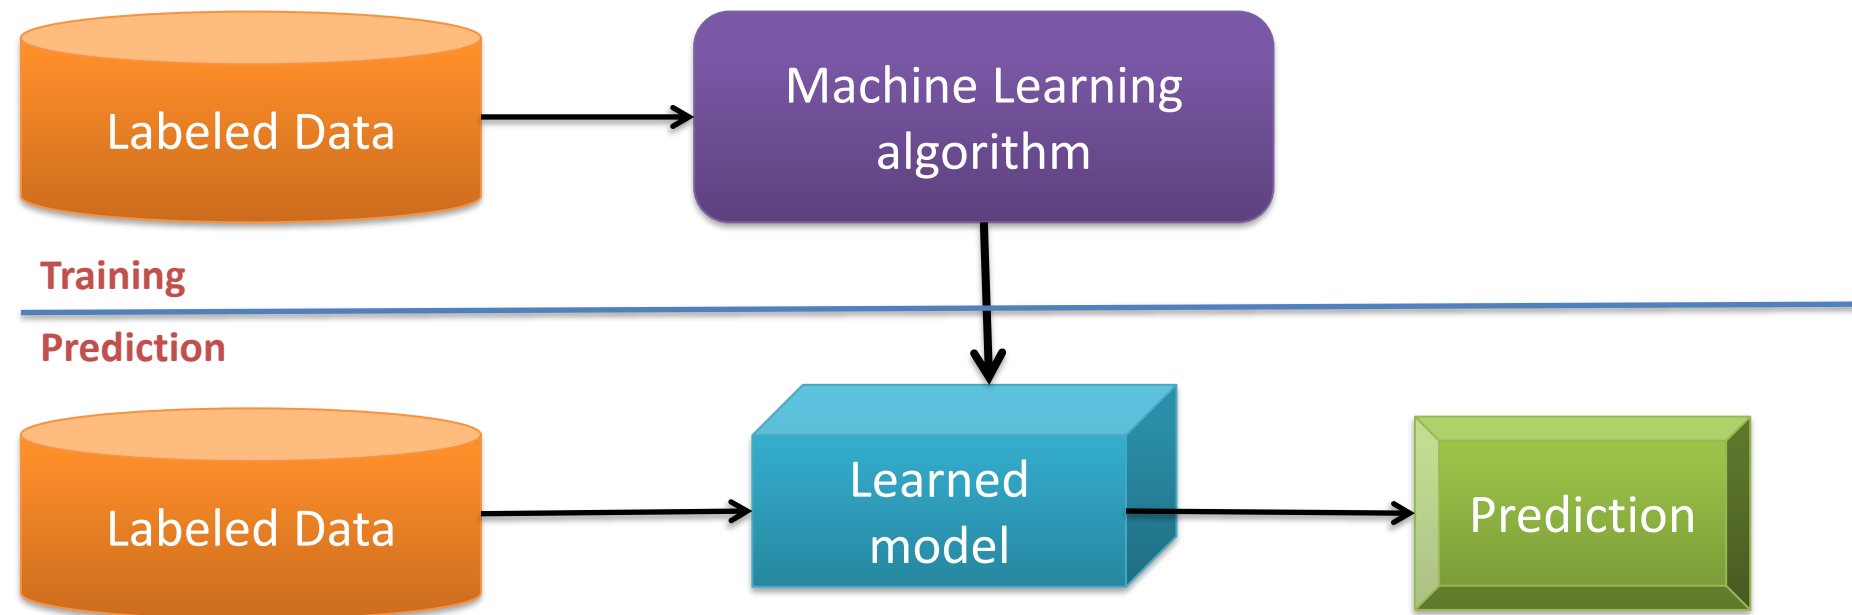 Labeled Data
Machine Learning
algorithm
Training
Prediction
Labeled Data
Learned
model
Prediction